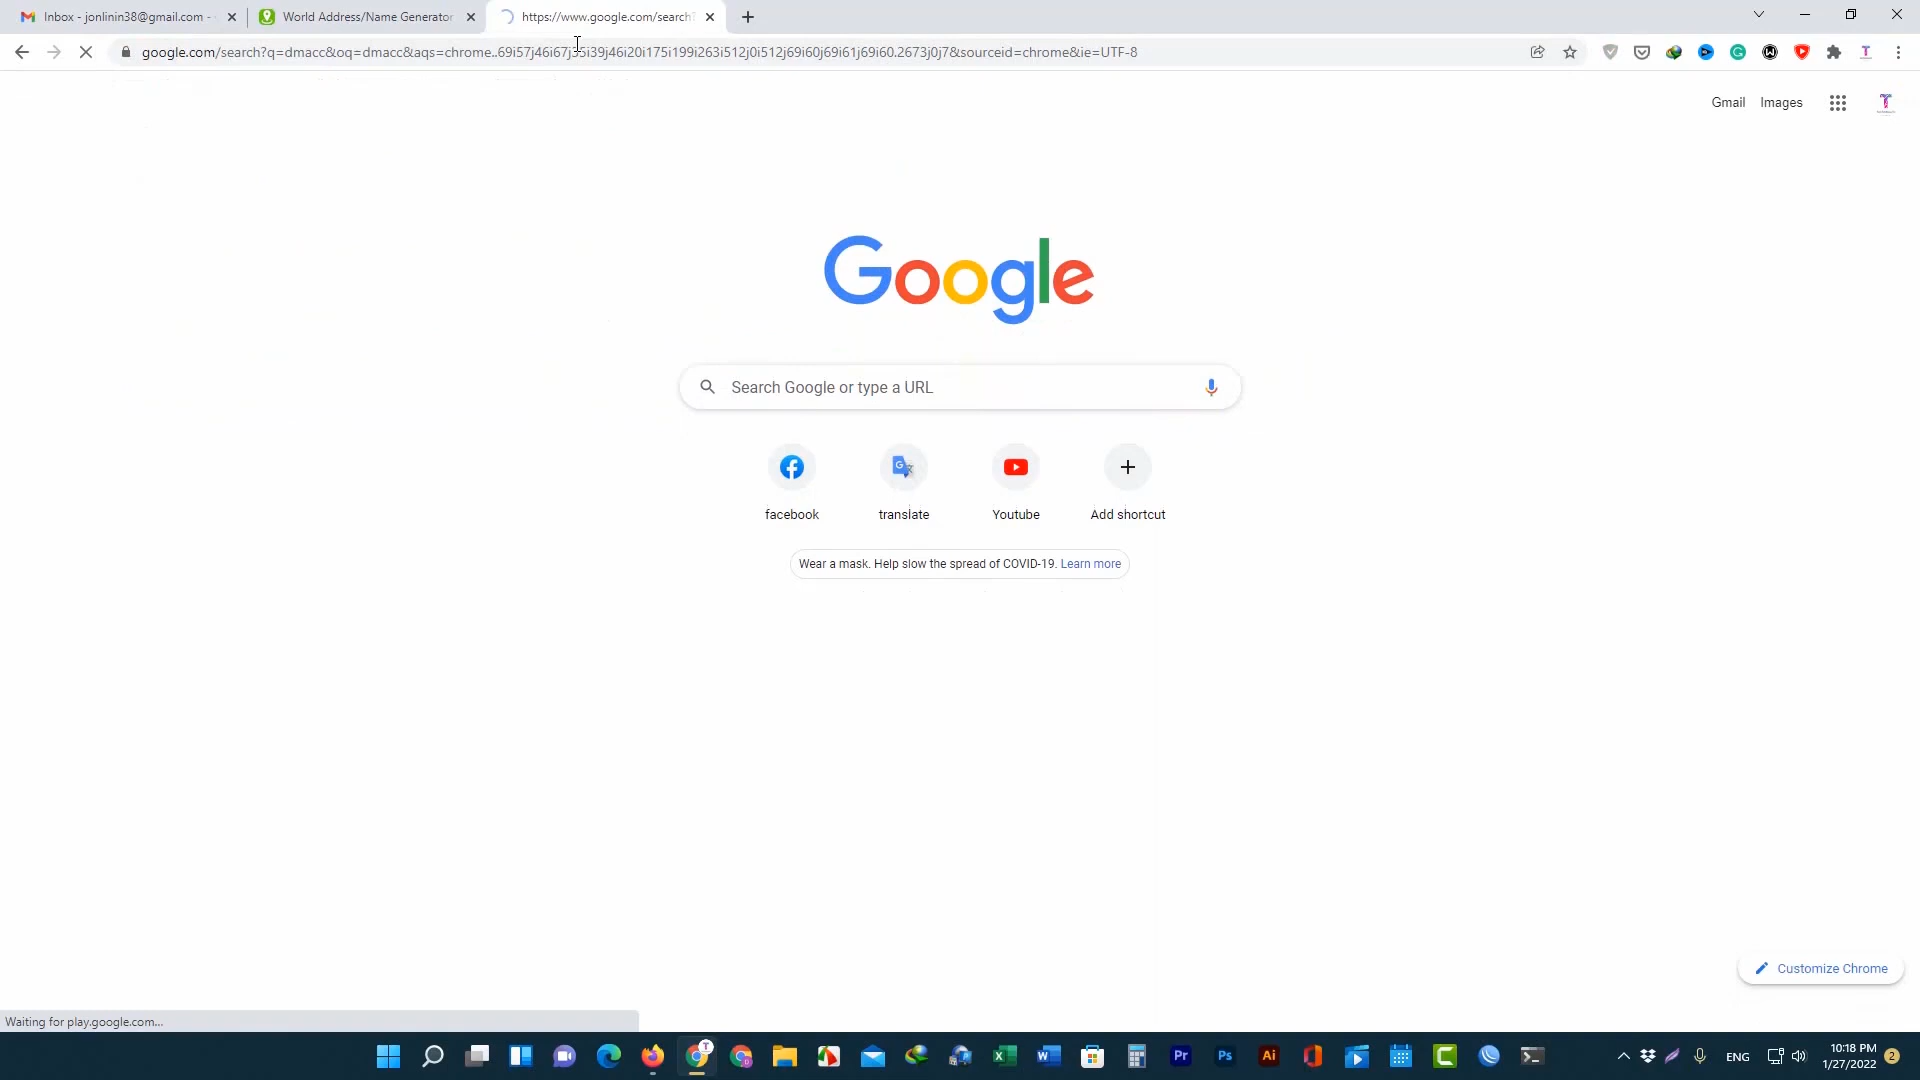 Inbox - jonlinin38@gmail.com -
World Address/Name Generator
https://www.google.com/search?
google.com/search?q=dmacc&oq=dmacc&aqs=chrome..69i57j46i67j35i39j46i20i175i199i263i512j0i512j69i60j69i61j69i60.2673j0j7&sourceid=chrome&ie=UTF-8
Gmail Images
Google
Search Google or type a URL
facebook translate Youtube Add shortcut
Wear a mask. Help slow the spread of COVID-19. Learn more
Customize Chrome
Waiting for play.google.com...
ENG
10:18 PM
1/27/2022
2